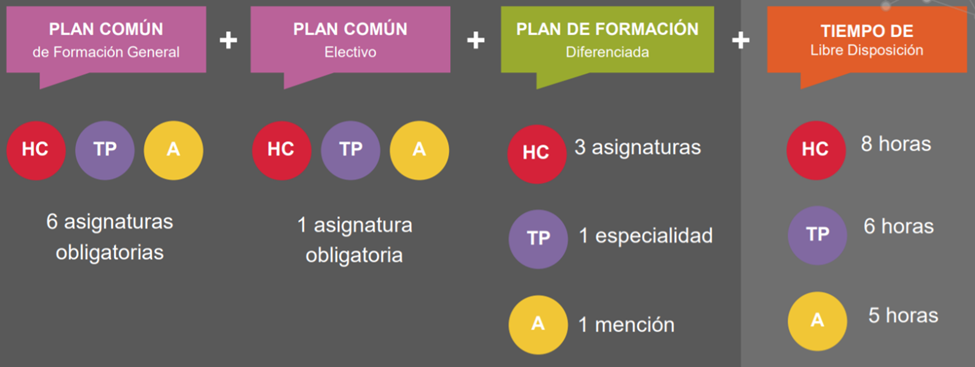 PLAN COMÚN
de Formación General
+
PLAN COMÚN
Electivo
+
PLAN DE FORMACIÓN
Diferenciada
+
TIEMPO DE
Libre Disposición
HC TP A
6 asignaturas
obligatorias
HC TP A
1 asignatura
obligatoria
HC 3 asignaturas
TP 1 especialidad
A 1 mención
HC 8 horas
TP 6 horas
A 5 horas